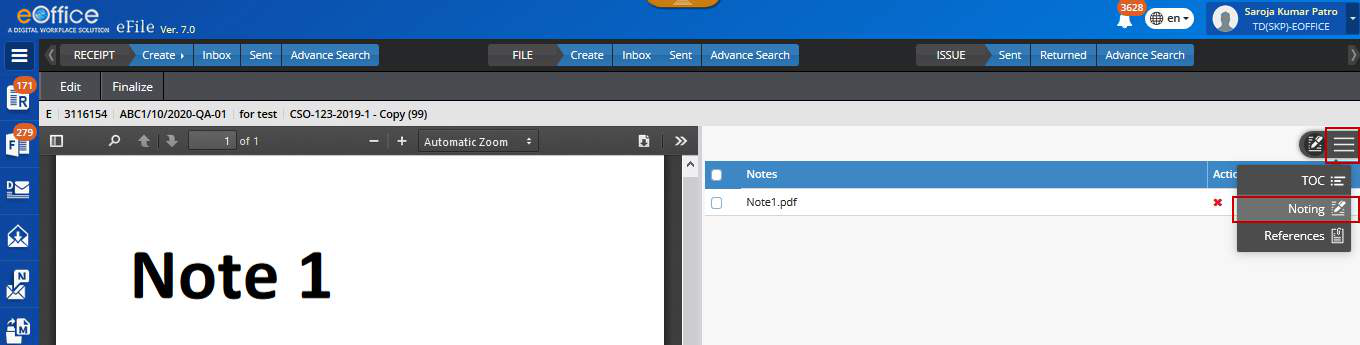 eOffice
A DIGITAL WORKPLACE SOLUTION
eFile Ver. 7.0
3628
en
Saroja Kumar Patro
TD(SKP)-EOFFICE
RECEIPT Create Inbox Sent Advance Search
FILE Create Inbox Sent Advance Search
ISSUE Sent Returned Advance Search
171
R
Edit Finalize
E 3116154 ABC1/10/2020-QA-01 for test CSO-123-2019-1 - Copy (99)
279
F
1 of 1
Automatic Zoom
D
Notes
Actio
TOC
Note1.pdf
Noting
References
Note 1
N
M